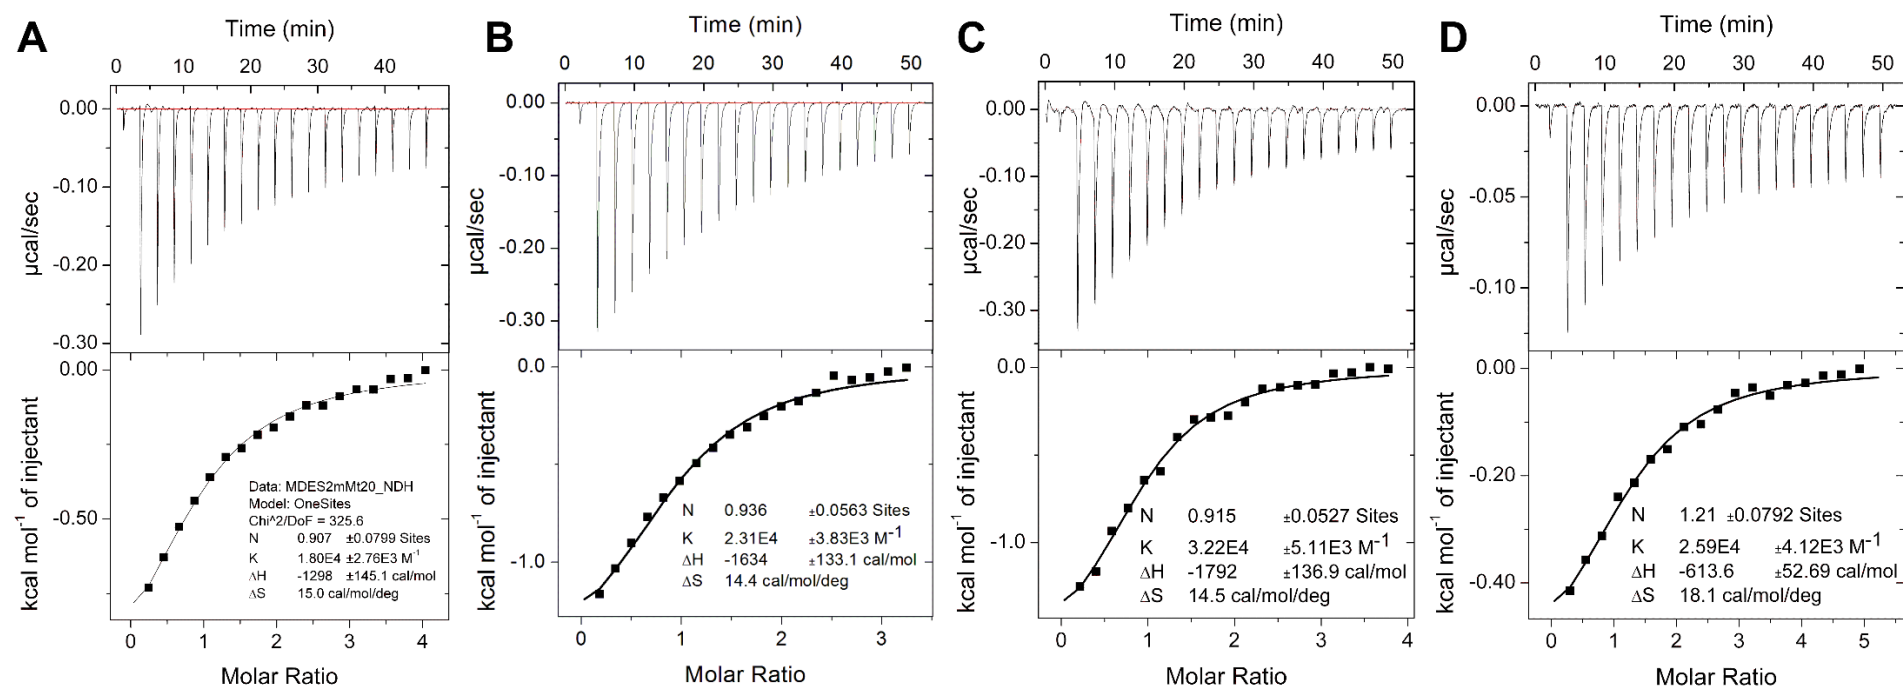 A
Time (min)
0 10 20 30 40
0.00
-0.10
-0.20
-0.30
µcal/sec
0.00
-0.50
kcal mol-1 of injectant
Data: MDES2mMt20_NDH
Model: OneSites
Chi^2/DoF = 325.6
N 0.907 ±0.0799 Sites
K 1.80E4 ±2.76E3 M-1
ΔH -1298 ±145.1 cal/mol
ΔS 15.0 cal/mol/deg
0 1 2 3 4
Molar Ratio
B
Time (min)
0 10 20 30 40 50
0.00
-0.10
-0.20
-0.30
µcal/sec
0.0
-1.0
kcal mol-1 of injectant
N 0.936 ±0.0563 Sites
K 2.31E4 ±3.83E3 M-1
ΔH -1634 ±133.1 cal/mol
ΔS 14.4 cal/mol/deg
0 1 2 3
Molar Ratio
C
Time (min)
0 10 20 30 40 50
0.00
-0.10
-0.20
-0.30
µcal/sec
0.0
-1.0
kcal mol-1 of injectant
N 0.915 ±0.0527 Sites
K 3.22E4 ±5.11E3 M-1
ΔH -1792 ±136.9 cal/mol
ΔS 14.5 cal/mol/deg
0 1 2 3 4
Molar Ratio
D
Time (min)
0 10 20 30 40 50
0.00
-0.05
-0.10
µcal/sec
0.00
-0.20
-0.40
kcal mol-1 of injectant
N 1.21 ±0.0792 Sites
K 2.59E4 ±4.12E3 M-1
ΔH -613.6 ±52.69 cal/mol
ΔS 18.1 cal/mol/deg
0 1 2 3 4 5
Molar Ratio